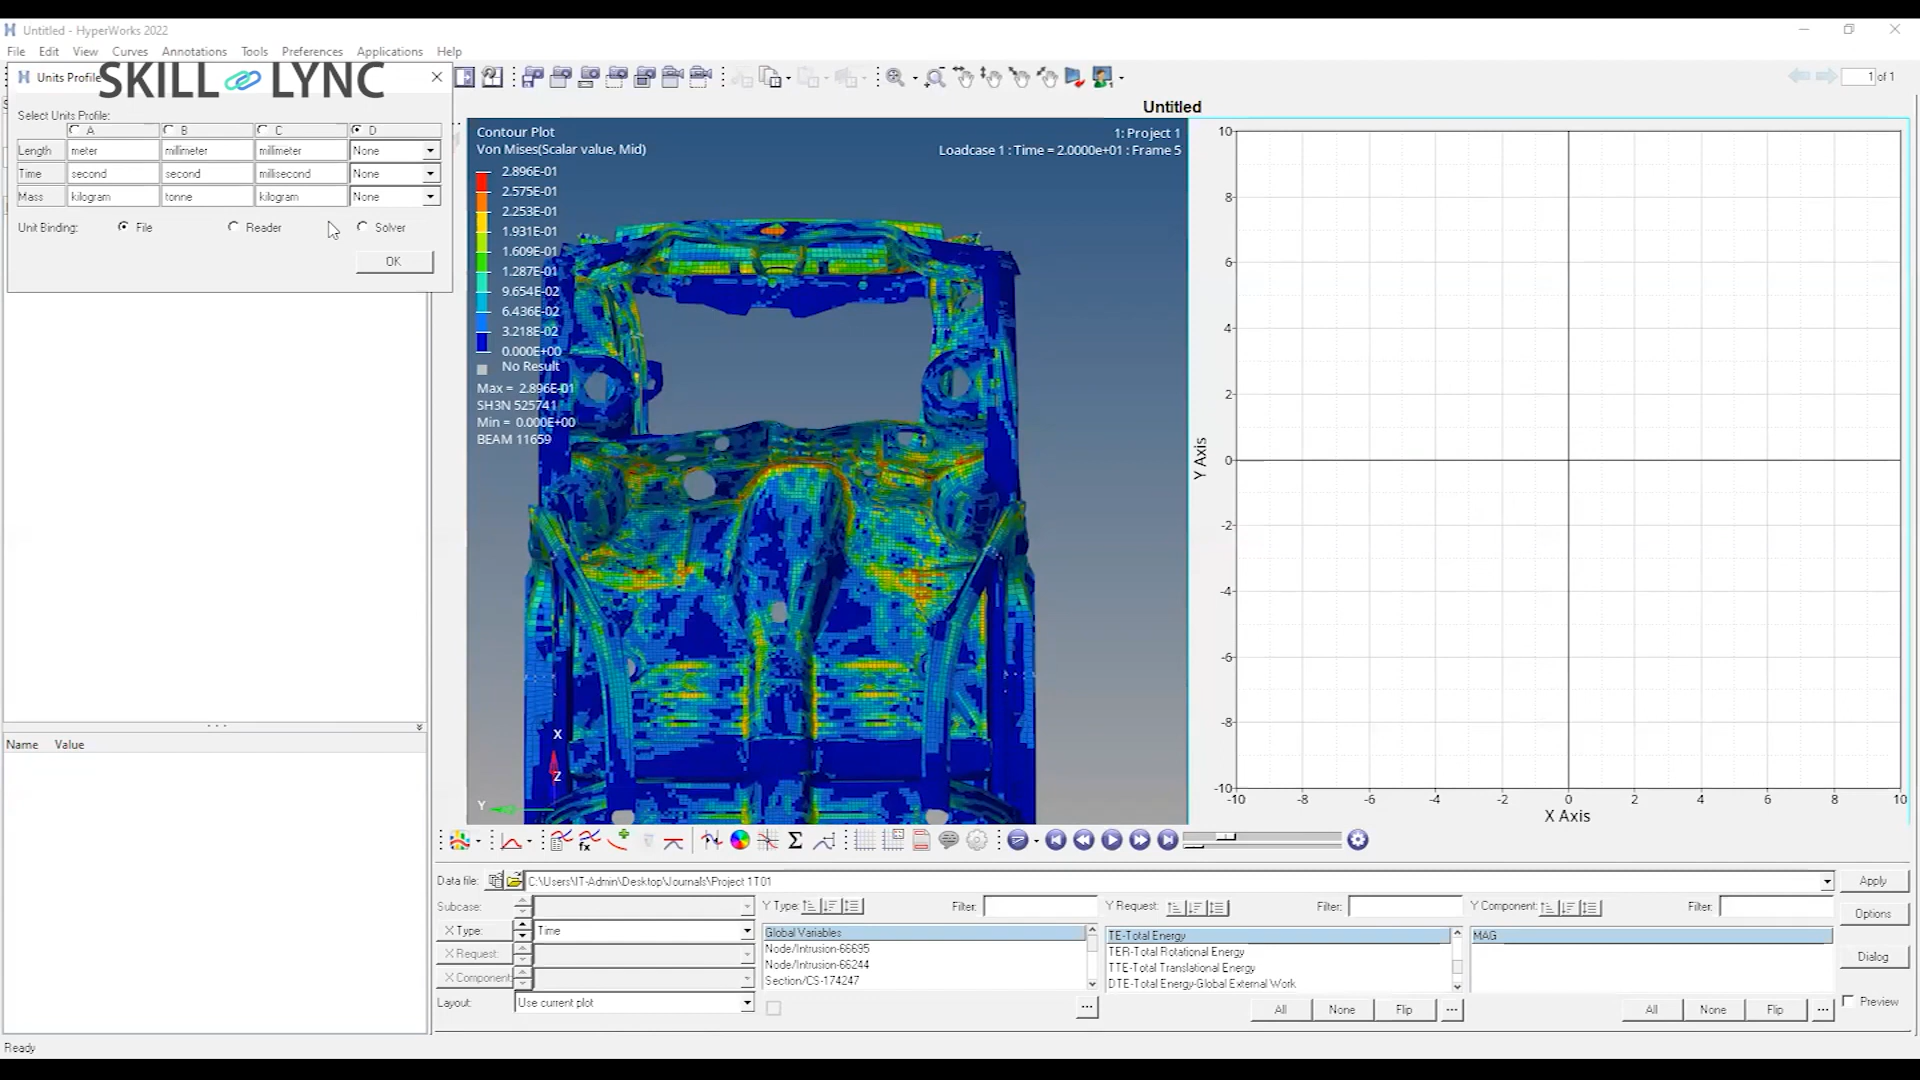 Untitled - HyperWorks 2022
File Edit View Curves Annotations Tools Preferences Applications Help
Units Profile
SKILL LYNC
1 of 1
Select Units Profile:
A B C D
Length meter millimeter millimeter None
Time second second millisecond None
Mass kilogram tonne kilogram None
Unit Binding: File Reader Solver
OK
Untitled
Contour Plot
Von Mises(Scalar value, Mid)
2.896E-01
2.575E-01
2.253E-01
1.931E-01
1.609E-01
1.287E-01
9.654E-02
6.436E-02
3.218E-02
0.000E+00
No Result
Max = 2.896E-01
SH3N 525741
Min = 0.000E+00
BEAM 11659
1: Project 1
Loadcase 1 : Time = 2.0000e+01 : Frame 5
X
Z
Y
10
8
6
4
2
0
-2
-4
-6
-8
-10
Y Axis
-10 -8 -6 -4 -2 0 2 4 6 8 10
X Axis
Name Value
Data file: C:\Users\IT-Admin\Desktop\Journals\Project 1T01 Apply
Subcase: Y Type: Filter: Y Request: Filter: Y Component: Filter: Options
X Type: Time
X Request:
X Component:
Layout: Use current plot
Global Variables
Node/Intrusion-66695
Node/Intrusion-66244
Section/CS-174247
TE-Total Energy
TER-Total Rotational Energy
TTE-Total Translational Energy
DTE-Total Energy-Global External Work
All None Flip ...
MAG
All None Flip ...
Dialog
Preview
Ready